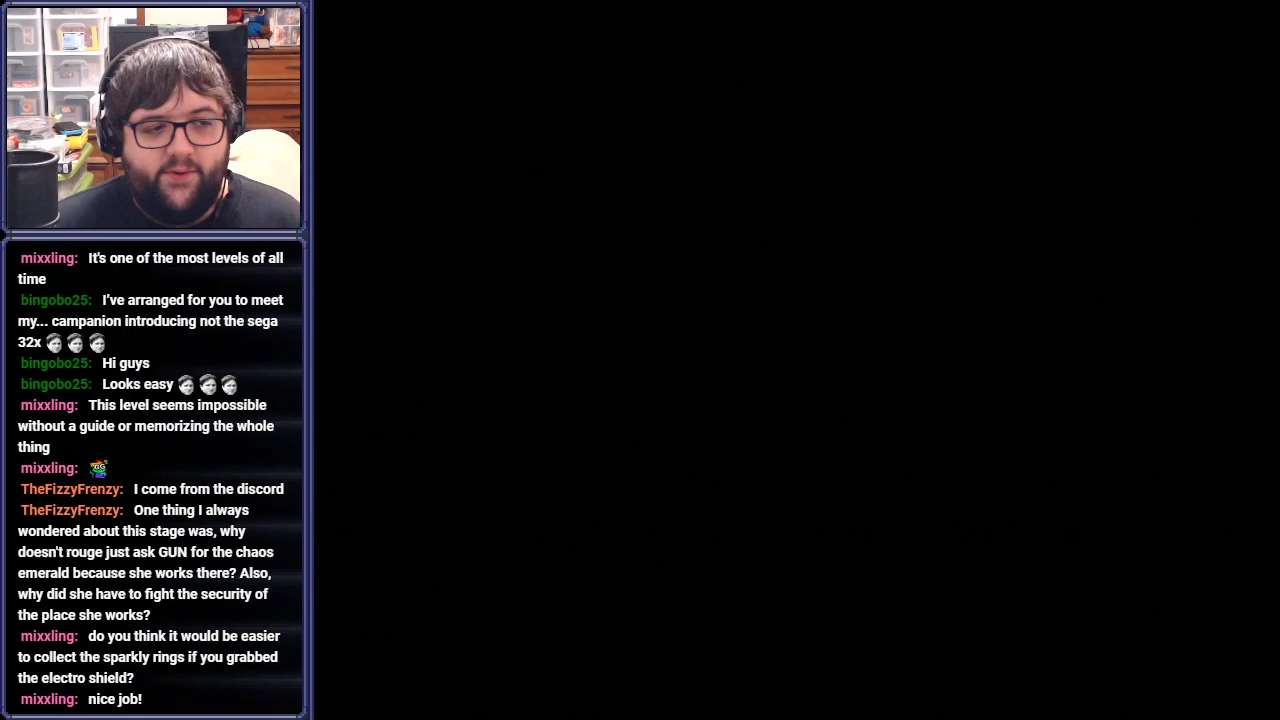 mixxling: It's one of the most levels of all
time
bingobo25: I've arranged for you to meet
my... campanion introducing not the sega
32x
bingobo25: Hi guys
bingobo25: Looks easy
mixxling: This level seems impossible
without a guide or memorizing the whole
thing
mixxling: GG
TheFizzyFrenzy: I come from the discord
TheFizzyFrenzy: One thing I always
wondered about this stage was, why
doesn't rouge just ask GUN for the chaos
emerald because she works there? Also,
why did she have to fight the security of
the place she works?
mixxling: do you think it would be easier
to collect the sparkly rings if you grabbed
the electro shield?
mixxling: nice job!